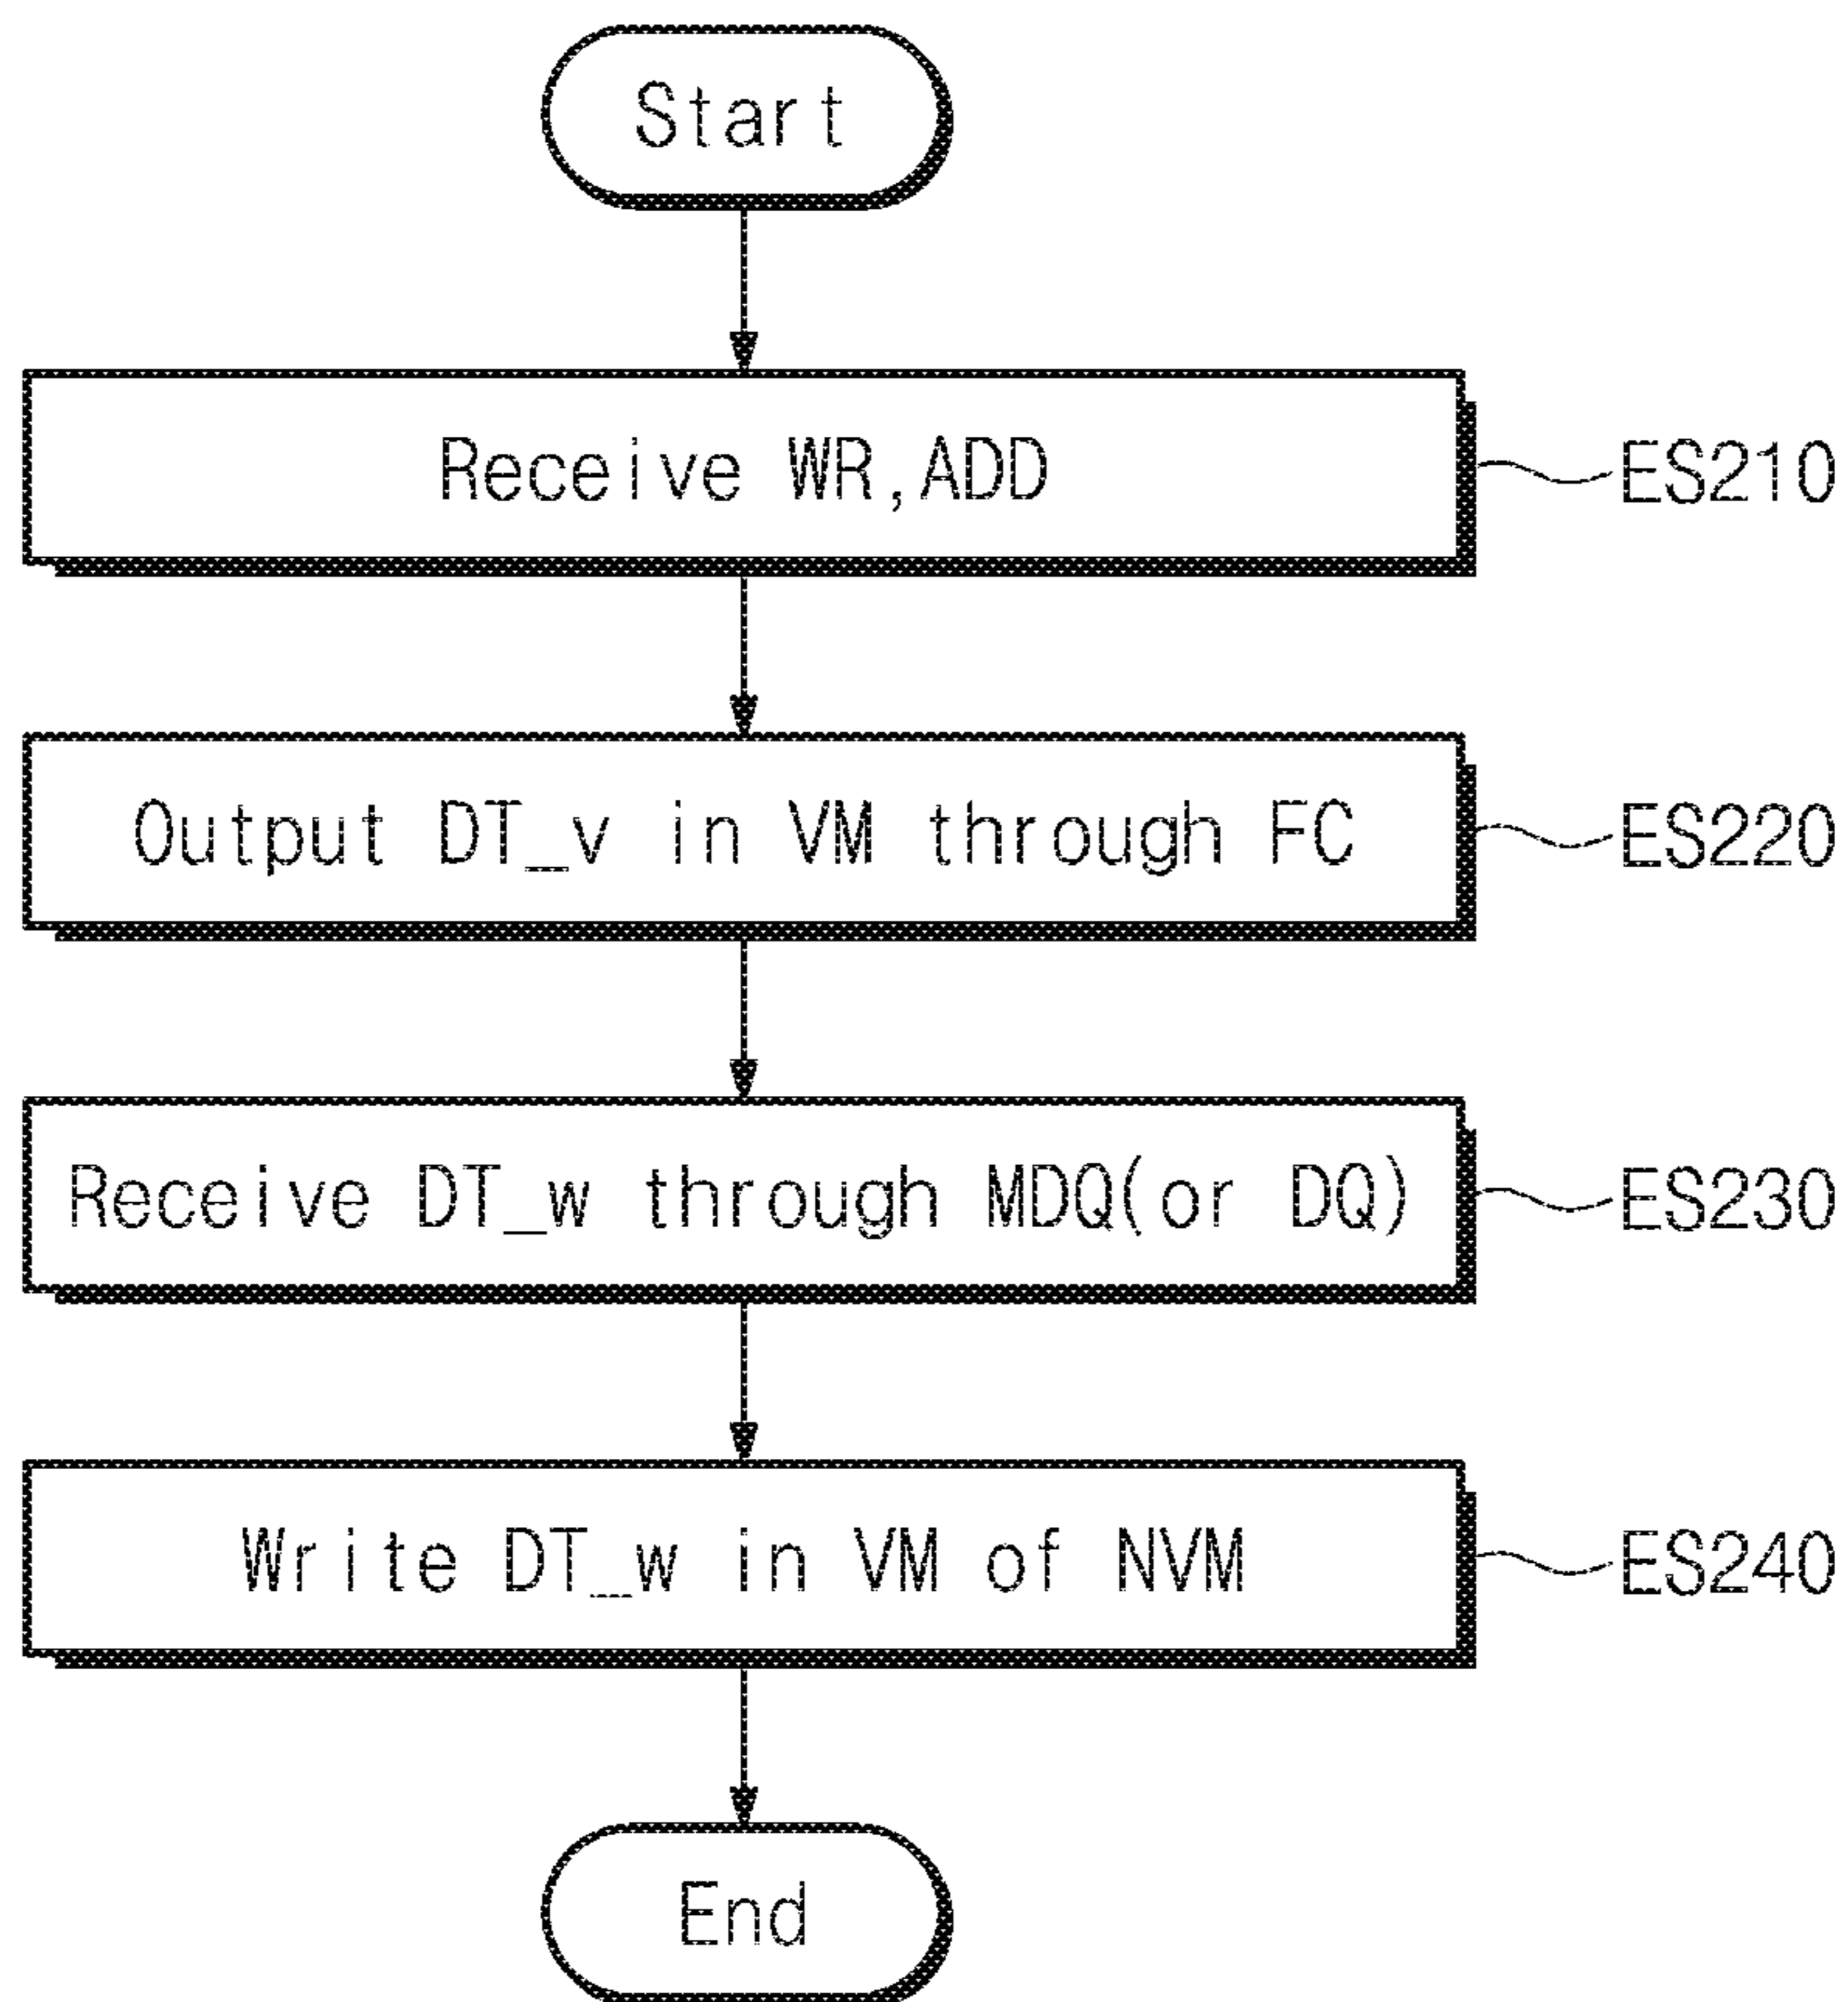 Start
Receive WR,ADD
ES210
Output DT_v in VM through FC
ES220
Receive DT_w through MDQ(or DQ)
ES230
Write DT_w in VM of NVM
ES240
End